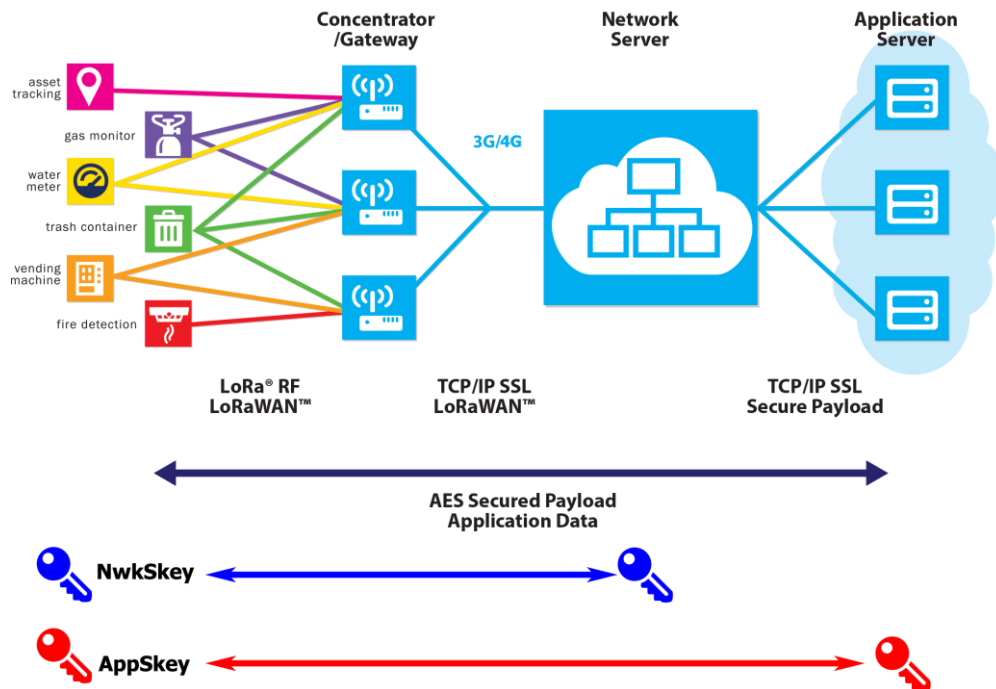 Concentrator
/Gateway
Network
Server
Application
Server
asset
tracking
gas monitor
water
meter
trash container
vending
machine
fire detection
3G/4G
LoRa® RF
LoRaWAN™
TCP/IP SSL
LoRaWAN™
TCP/IP SSL
Secure Payload
AES Secured Payload
Application Data
NwkSkey
AppSkey